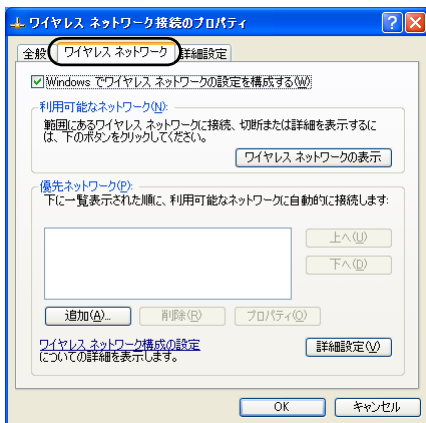 ワイヤレス ネットワーク接続のプロパティ
全般 ワイヤレス ネットワーク 詳細設定
Windows でワイヤレス ネットワークの設定を構成する(W)
利用可能なネットワーク(N):
範囲にあるワイヤレス ネットワークに接続、切断または詳細を表示するに
は、下のボタンをクリックしてください。
ワイヤレス ネットワークの表示
優先ネットワーク(P):
下に一覧表示された順に、利用可能なネットワークに自動的に接続します:
上へ(U)
下へ(D)
追加(A)... 削除(R) プロパティ(O)
ワイヤレス ネットワーク構成の設定
についての詳細を表示します。
詳細設定(V)
OK キャンセル